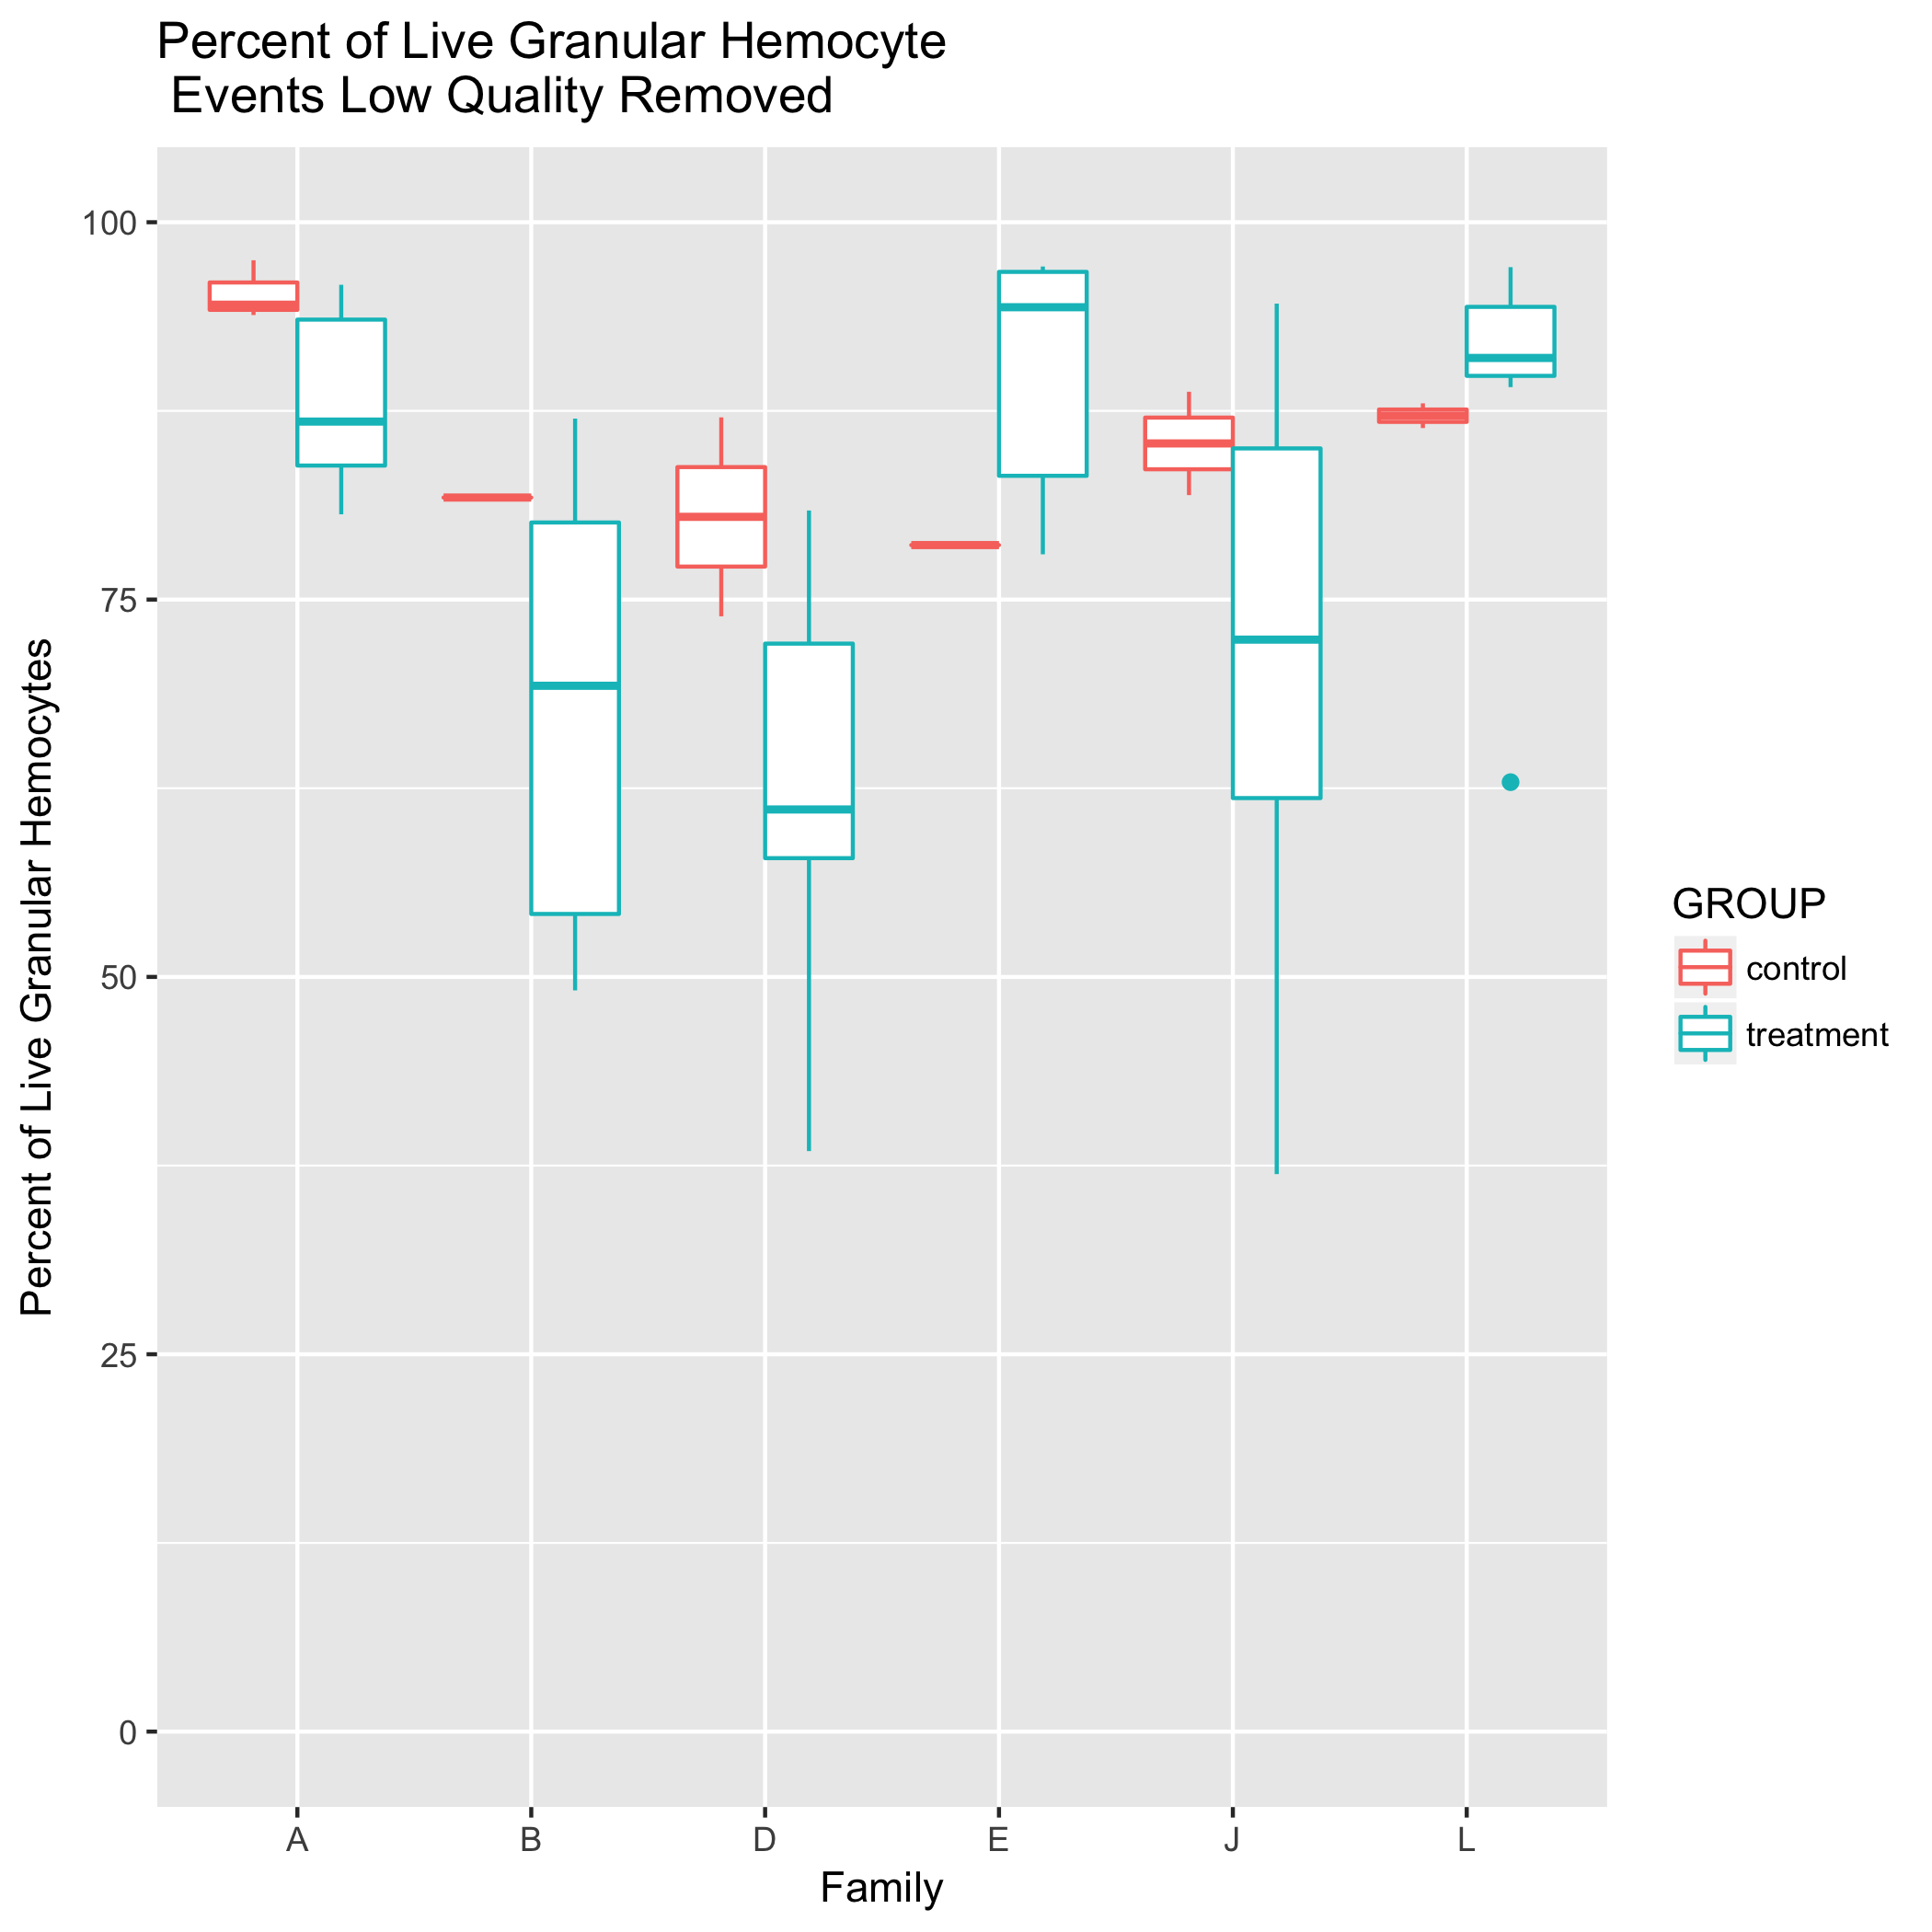 Percent of Live Granular Hemocyte
Events Low Quality Removed
Percent of Live Granular Hemocytes
100
75
50
25
0
A
B
D
E
J
L
Family
GROUP
control
treatment